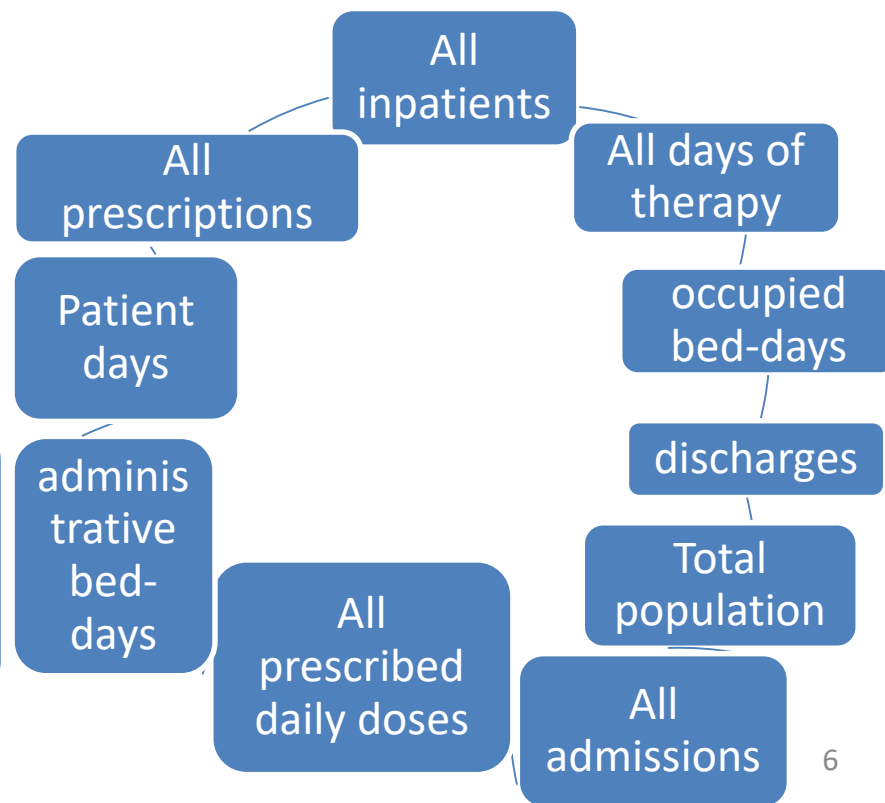 All
inpatients
All days of
therapy
occupied
bed-days
discharges
Total
population
All
admissions
All
prescribed
daily doses
adminis
trative
bed-
days
Patient
days
All
prescriptions
6